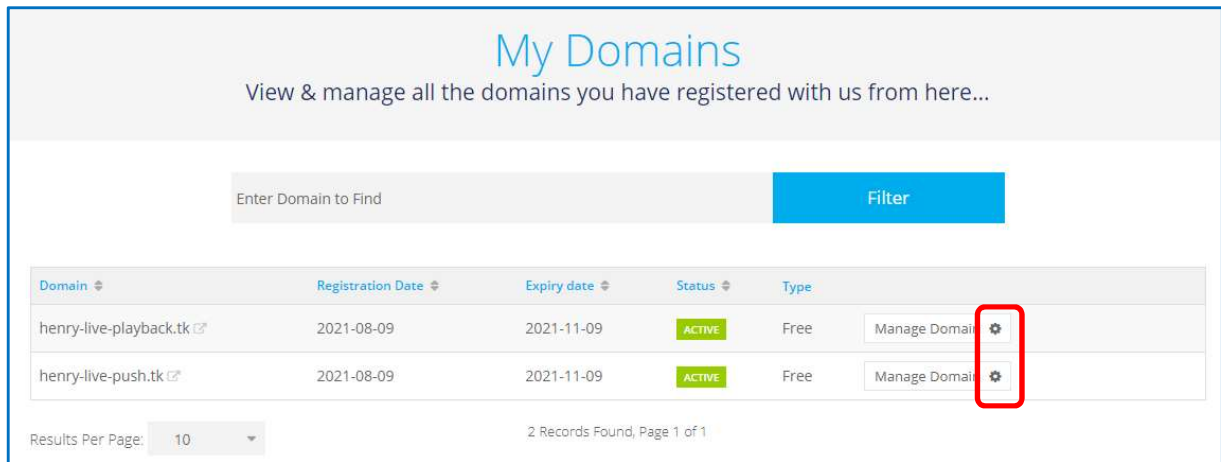 My Domains
View & manage all the domains you have registered with us from here...
Enter Domain to Find Filter
Domain Registration Date Expiry date Status Type
henry-live-playback.tk 2021-08-09 2021-11-09 ACTIVE Free Manage Domain
henry-live-push.tk 2021-08-09 2021-11-09 ACTIVE Free Manage Domain
Results Per Page: 10 2 Records Found, Page 1 of 1